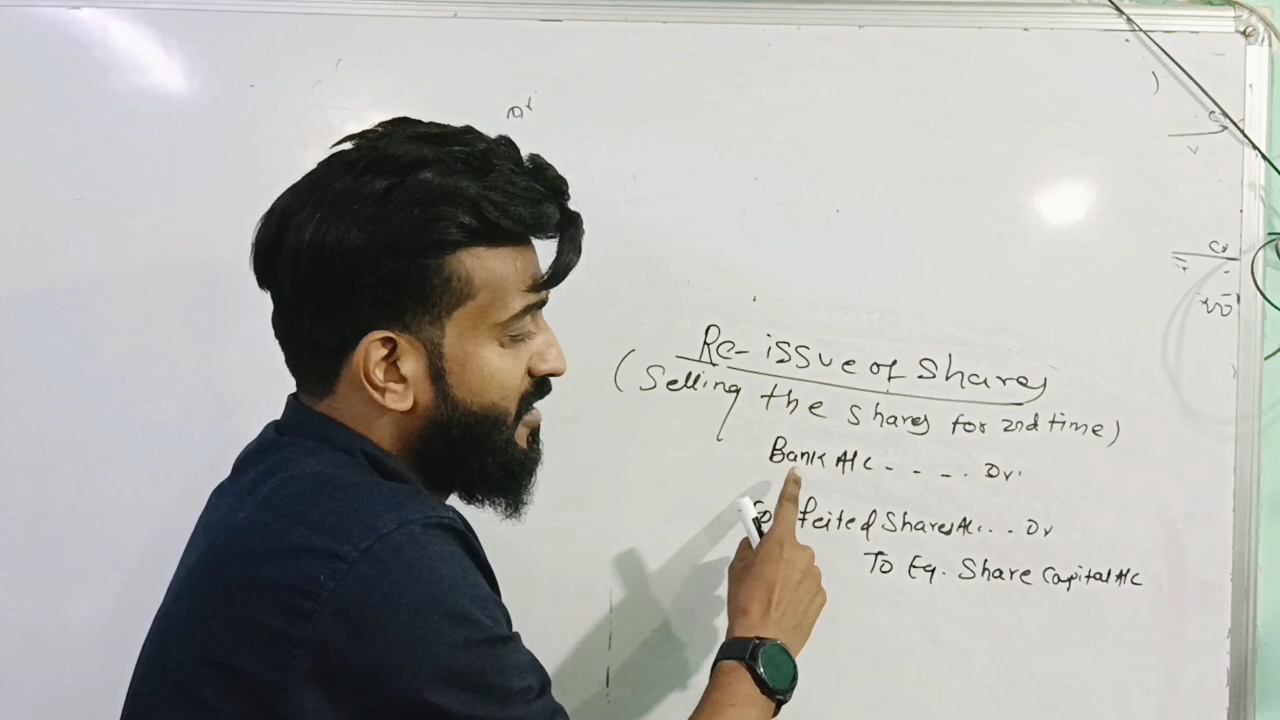 Re-issue of Shares
(Selling the shares for 2nd time)
Bank A/c - - - . Dr.
feited Shares A/c. . . Dr
To Eq. Share Capital A/c